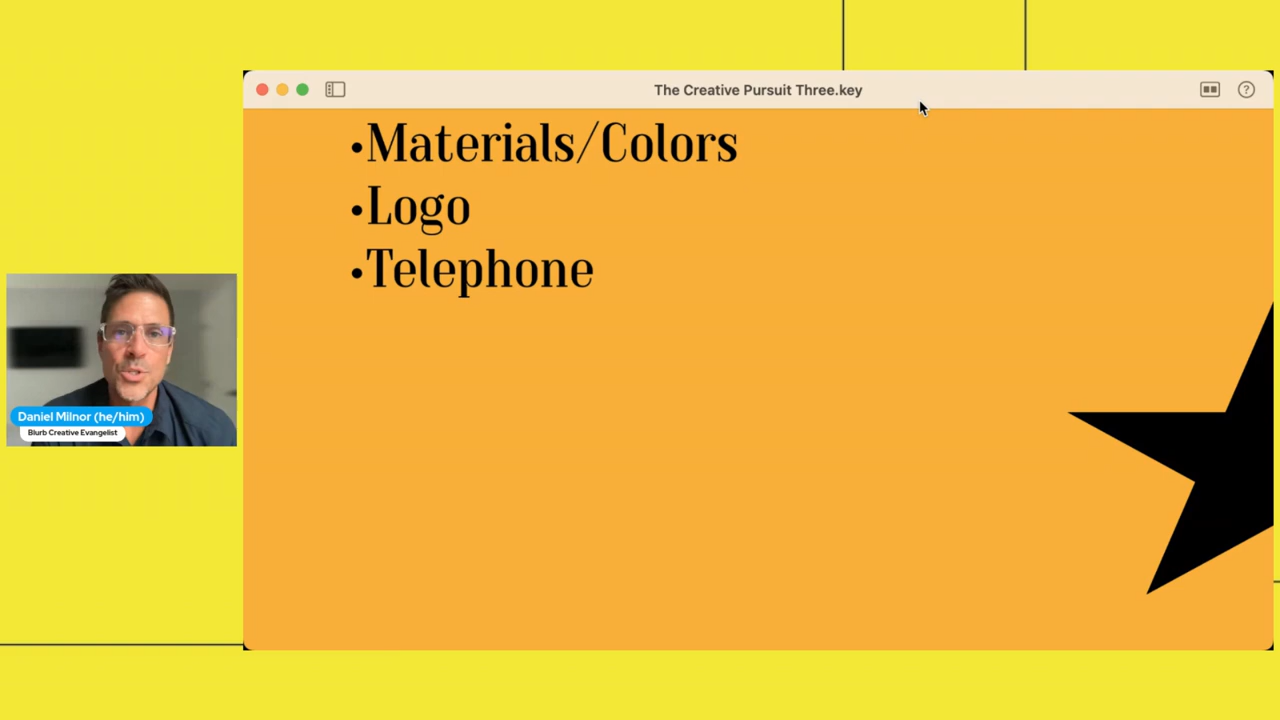 The Creative Pursuit Three.key
•Materials/Colors
•Logo
•Telephone
Daniel Milnor (he/him)
Blurb Creative Evangelist